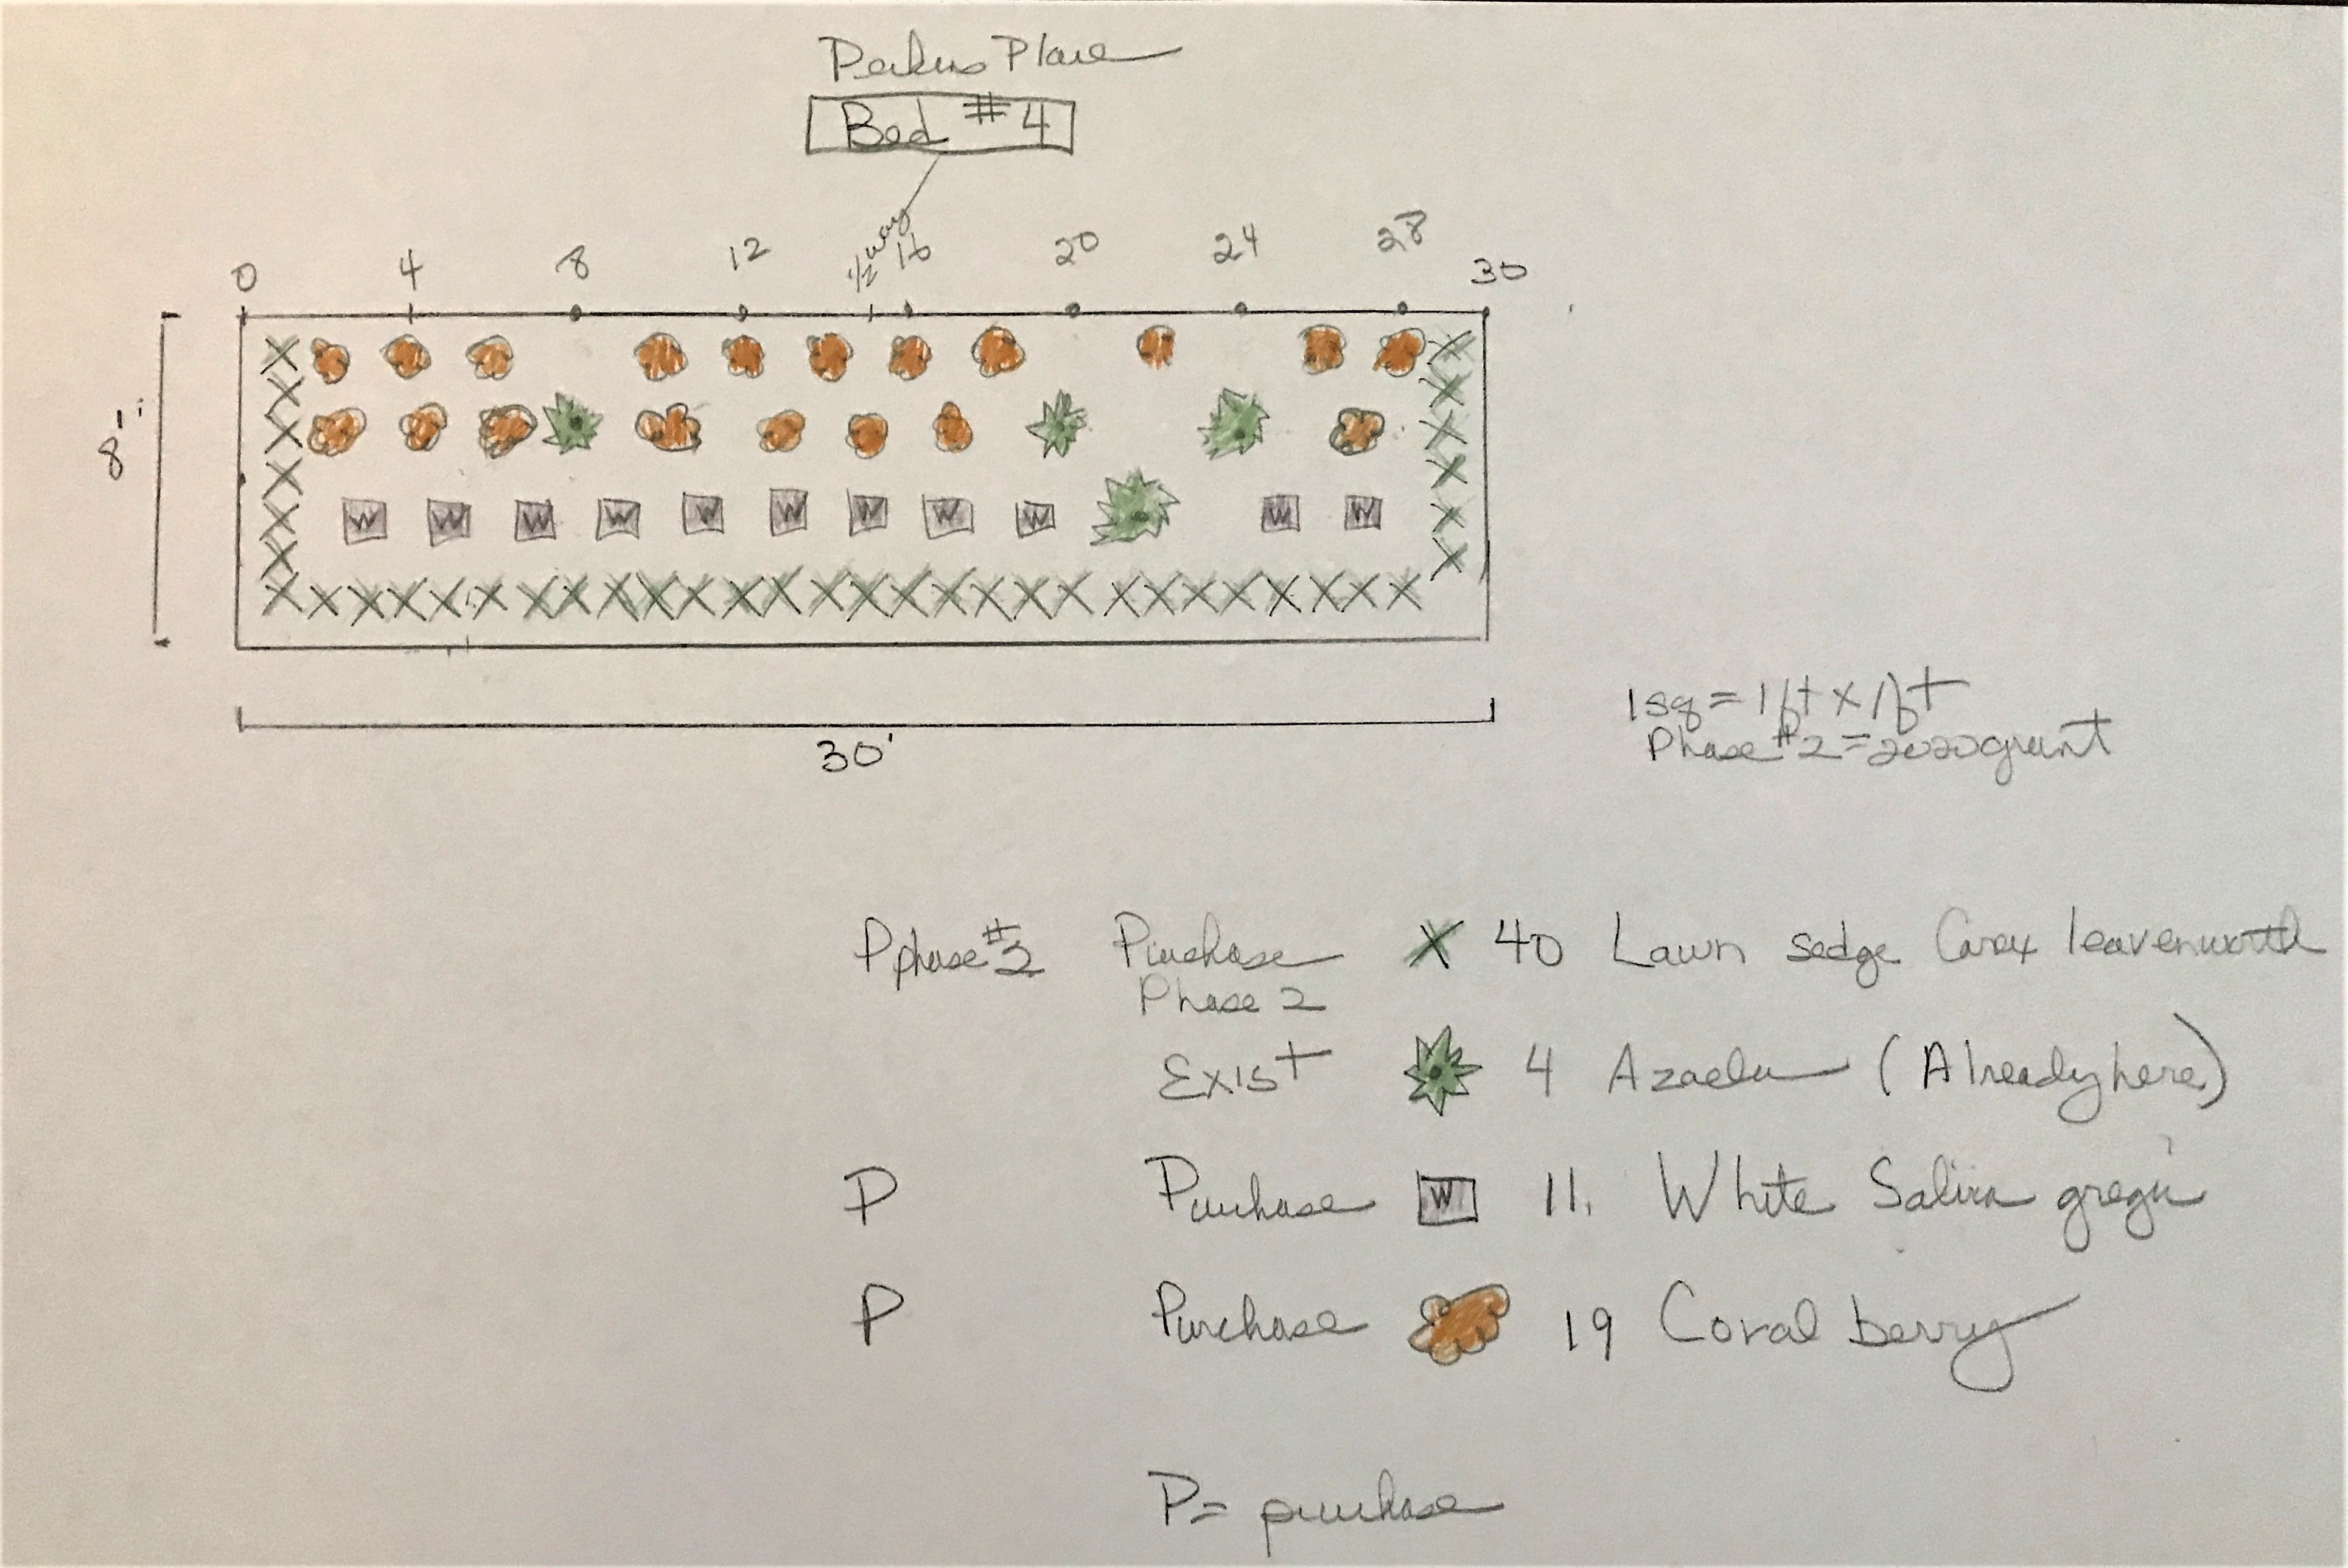 Perkins Place
Bed #4
1/2 way
0 4 8 12 16 20 24 28 30
8'
W W W W W W W W W W W
30'
1sq = 1ft x 1ft
Phase #2 = 2020 grant
P phase #2 Purchase X 40 Lawn sedge Carex leavenworth
Phase 2
Exist 4 Azaela (Already here)
P Purchase W 11. White Salvia gregii
P Purchase 19 Coral berry
P = purchase